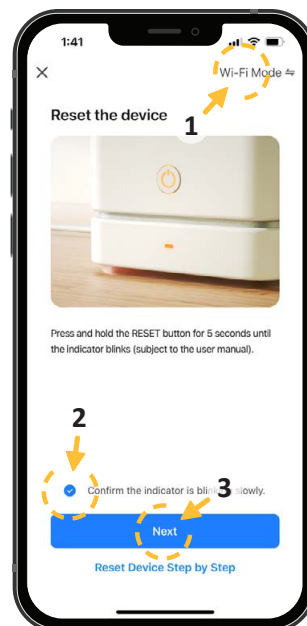 1:41
Wi-Fi Mode
1
Reset the device
Press and hold the RESET button for 5 seconds until
the indicator blinks (subject to the user manual).
2
Confirm the indicator is blinking slowly.
3
Next
Reset Device Step by Step